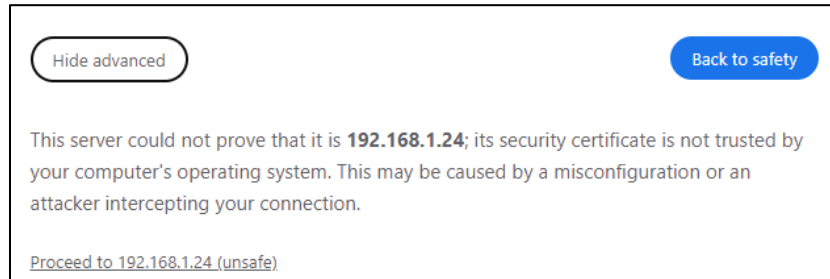 Hide advanced
Back to safety
This server could not prove that it is 192.168.1.24; its security certificate is not trusted by
your computer's operating system. This may be caused by a misconfiguration or an
attacker intercepting your connection.
Proceed to 192.168.1.24 (unsafe)